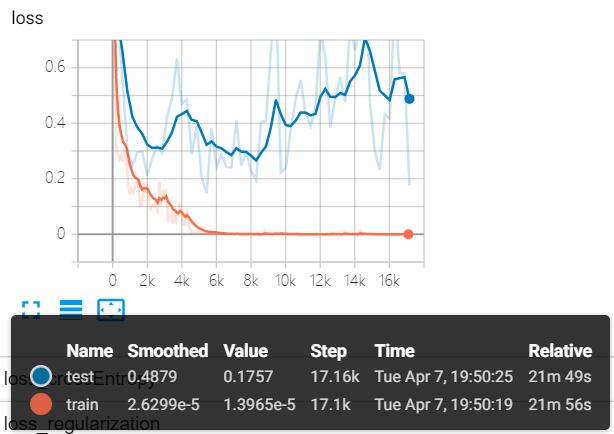 loss
0.6
0.4
0.2
0
0 2k 4k 6k 8k 10k 12k 14k 16k
Name Smoothed Value Step Time Relative
test 0.4879 0.1757 17.16k Tue Apr 7, 19:50:25 21m 49s
loss_crossEntropy
train 2.6299e-5 1.3965e-5 17.1k Tue Apr 7, 19:50:19 21m 56s
loss_regularization